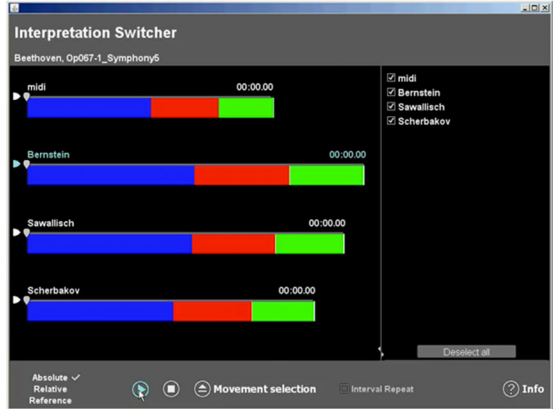 Interpretation Switcher
Beethoven, Op067-1_Symphony5
midi 00:00.00
Bernstein 00:00.00
Sawallisch 00:00.00
Scherbakov 00:00.00
midi
Bernstein
Sawallisch
Scherbakov
Deselect all
Absolute
Relative
Reference
Movement selection
Interval Repeat
? Info